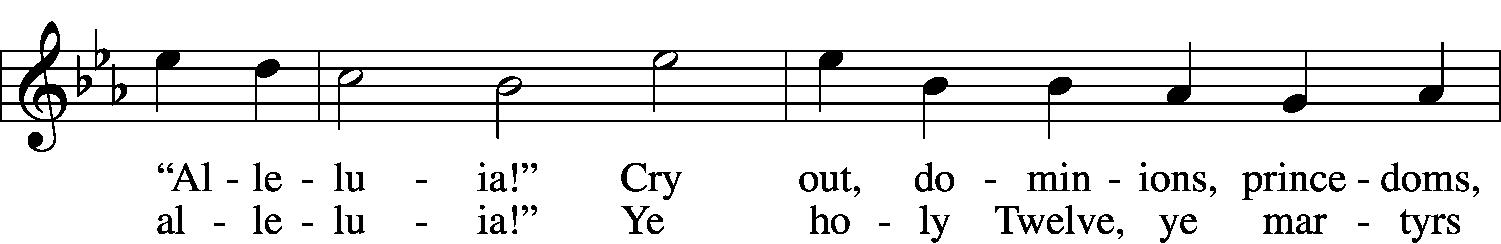 “Al - le - lu - ia!” Cry out, do - min - ions, prince - doms,
al - le - lu - ia!” Ye ho - ly Twelve, ye mar - tyrs